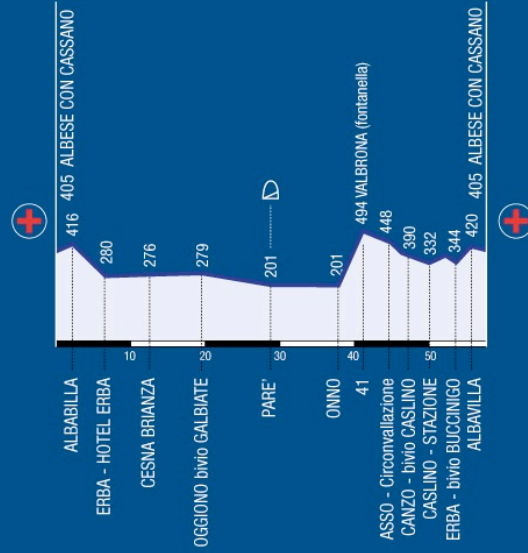 405 ALBESE CON CASSANO
416
280
276
279
201
201
494 VALBRONA (fontanella)
448
390
332
344
420
405 ALBESE CON CASSANO
10
20
30
40
50
ALBABILLA
ERBA - HOTEL ERBA
CESNA BRIANZA
OGGIONO bivio GALBIATE
PARE'
ONNO
41
ASSO - Circonvallazione
CANZO - bivio CASLINO
CASLINO - STAZIONE
ERBA - bivio BUCCINIGO
ALBAVILLA